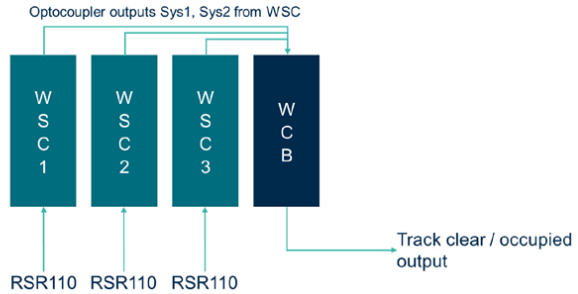 Optocoupler outputs Sys1, Sys2 from WSC
W
S
C
1
W
S
C
2
W
S
C
3
W
C
B
Track clear / occupied
output
RSR110 RSR110 RSR110